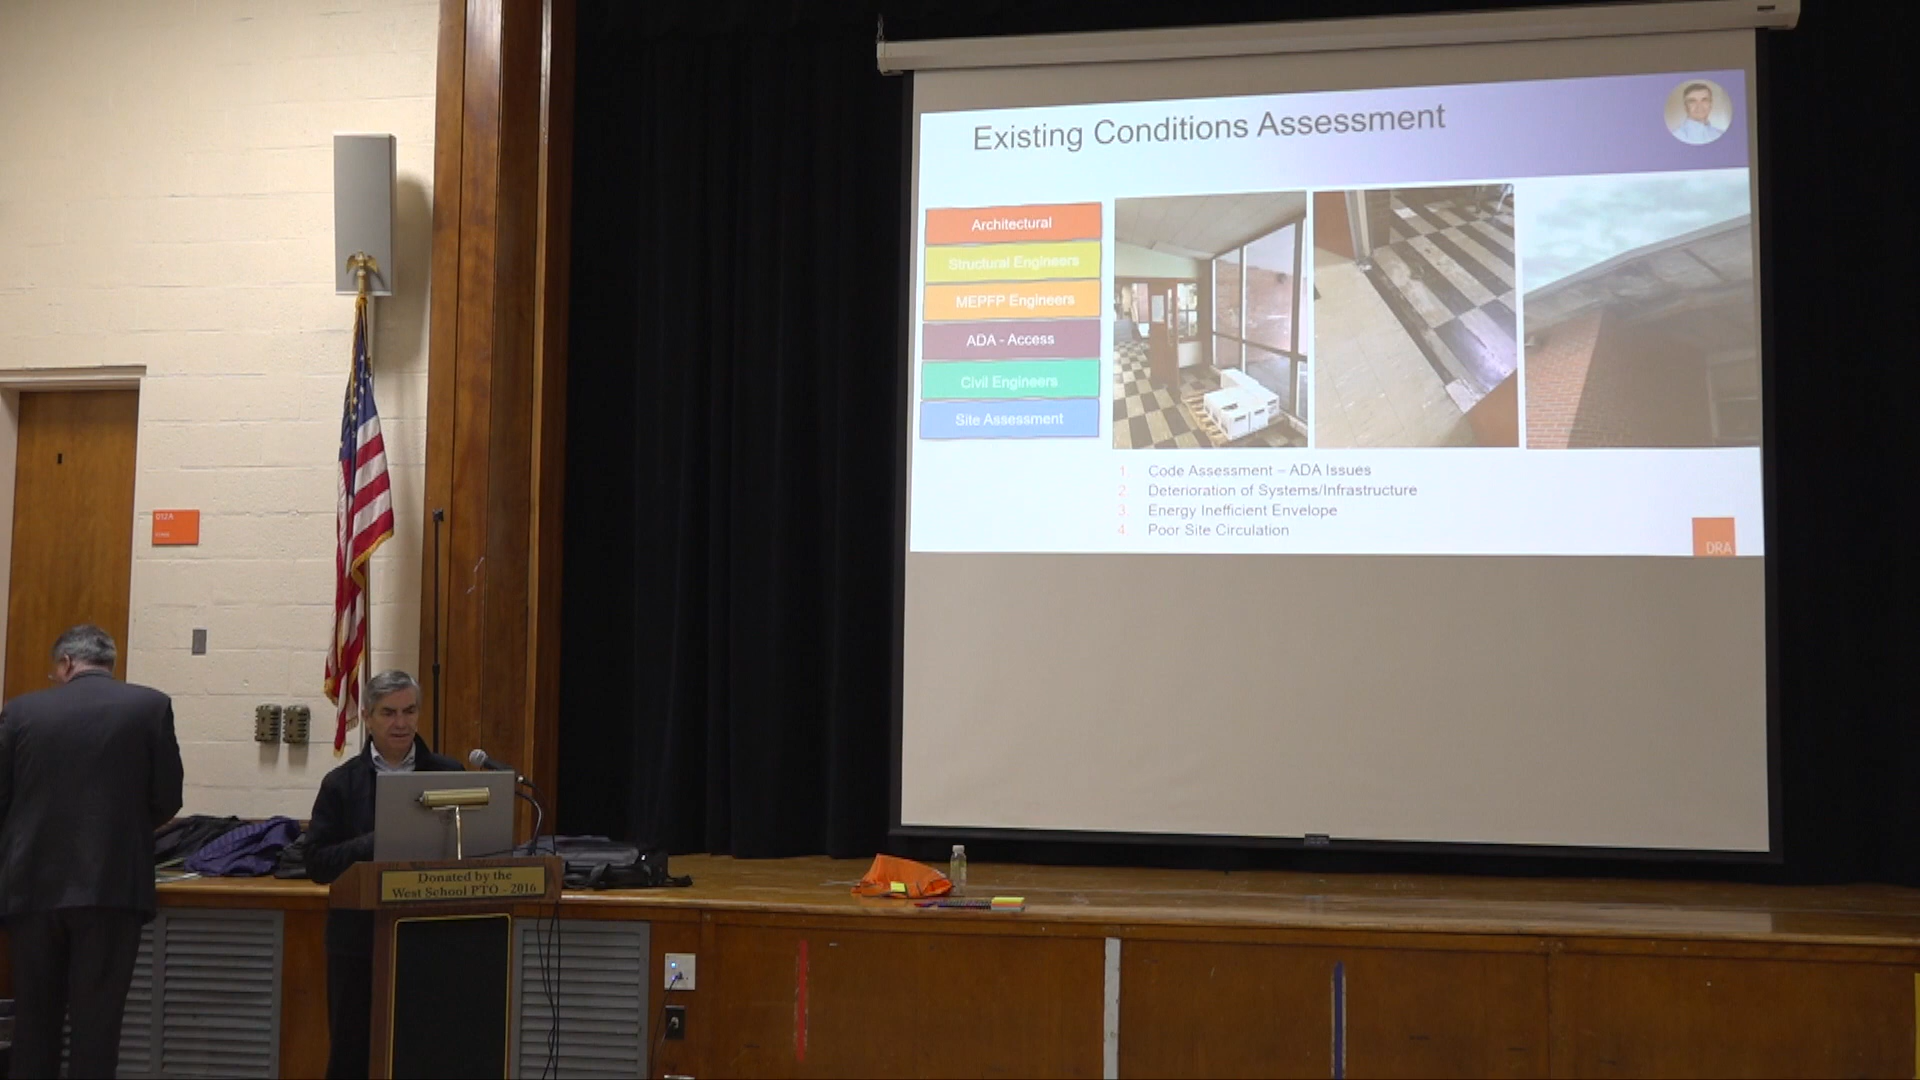 Existing Conditions Assessment
Architectural
Structural Engineers
MEPFP Engineers
ADA - Access
Civil Engineers
Site Assessment
1. Code Assessment – ADA Issues
2. Deterioration of Systems/Infrastructure
3. Energy Inefficient Envelope
4. Poor Site Circulation
DRA
012A
Donated by the
West School PTO - 2016